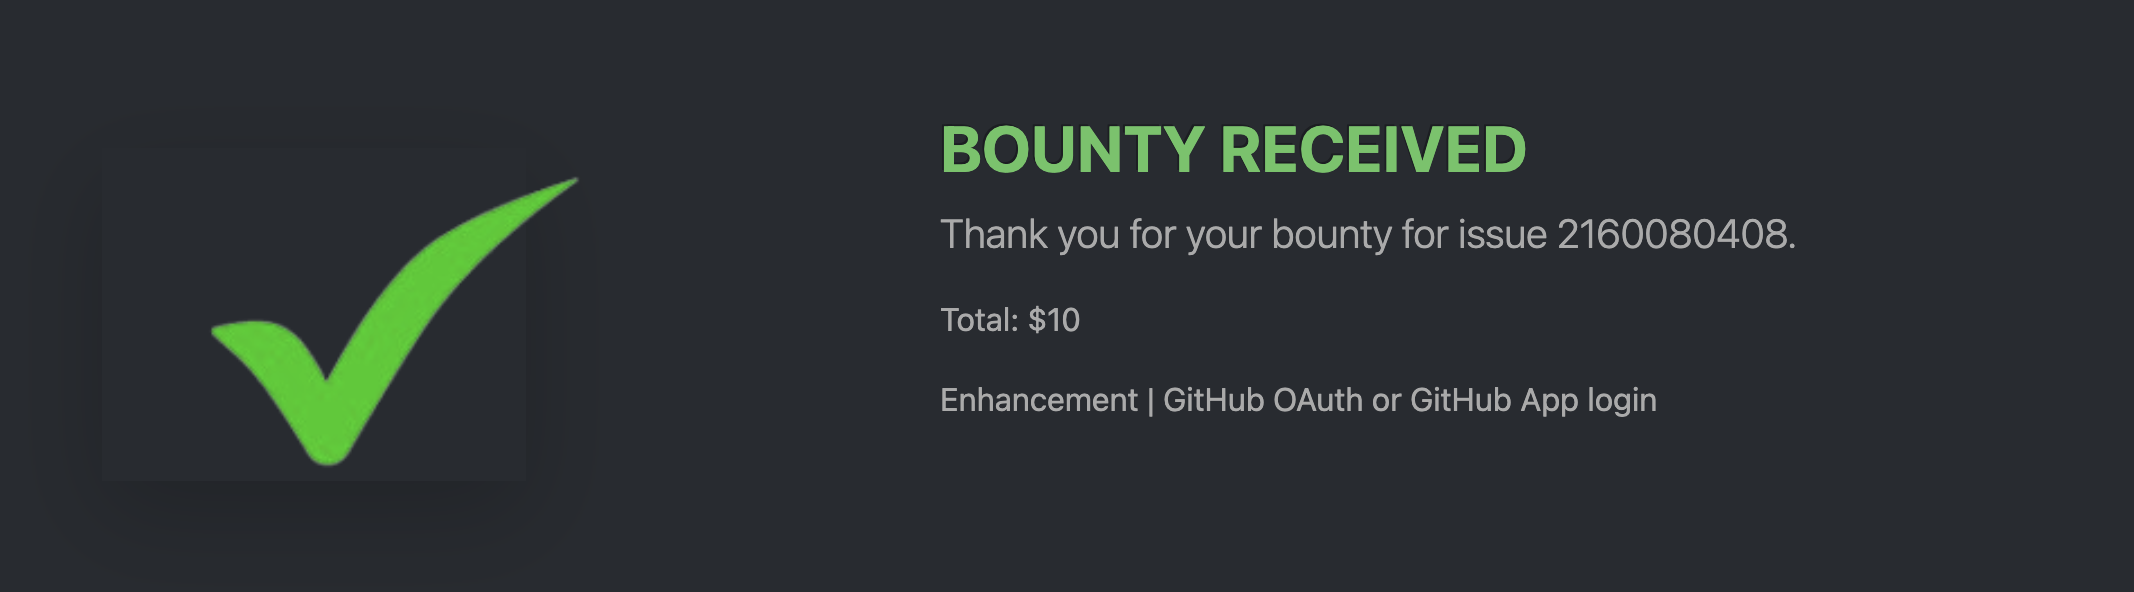 BOUNTY RECEIVED
Thank you for your bounty for issue 2160080408.
Total: $10
Enhancement | GitHub OAuth or GitHub App login